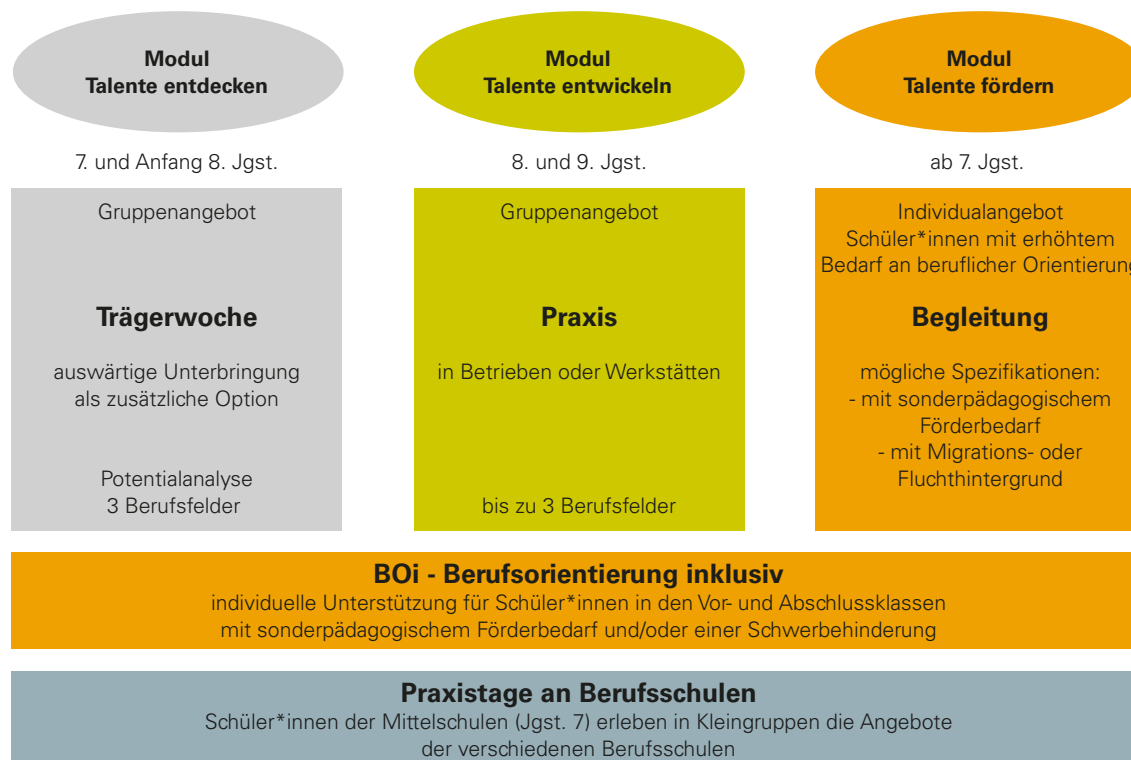 Modul
Talente entdecken
7. und Anfang 8. Jgst.
Gruppenangebot
Trägerwoche
auswärtige Unterbringung
als zusätzliche Option
Potentialanalyse
3 Berufsfelder
Modul
Talente entwickeln
8. und 9. Jgst.
Gruppenangebot
Praxis
in Betrieben oder Werkstätten
bis zu 3 Berufsfelder
Modul
Talente fördern
ab 7. Jgst.
Individualangebot
Schüler*innen mit erhöhtem
Bedarf an beruflicher Orientierung
Begleitung
mögliche Spezifikationen:
- mit sonderpädagogischem
Förderbedarf
- mit Migrations- oder
Fluchthintergrund
BOi - Berufsorientierung inklusiv
individuelle Unterstützung für Schüler*innen in den Vor- und Abschlussklassen
mit sonderpädagogischem Förderbedarf und/oder einer Schwerbehinderung
Praxistage an Berufsschulen
Schüler*innen der Mittelschulen (Jgst. 7) erleben in Kleingruppen die Angebote
der verschiedenen Berufsschulen